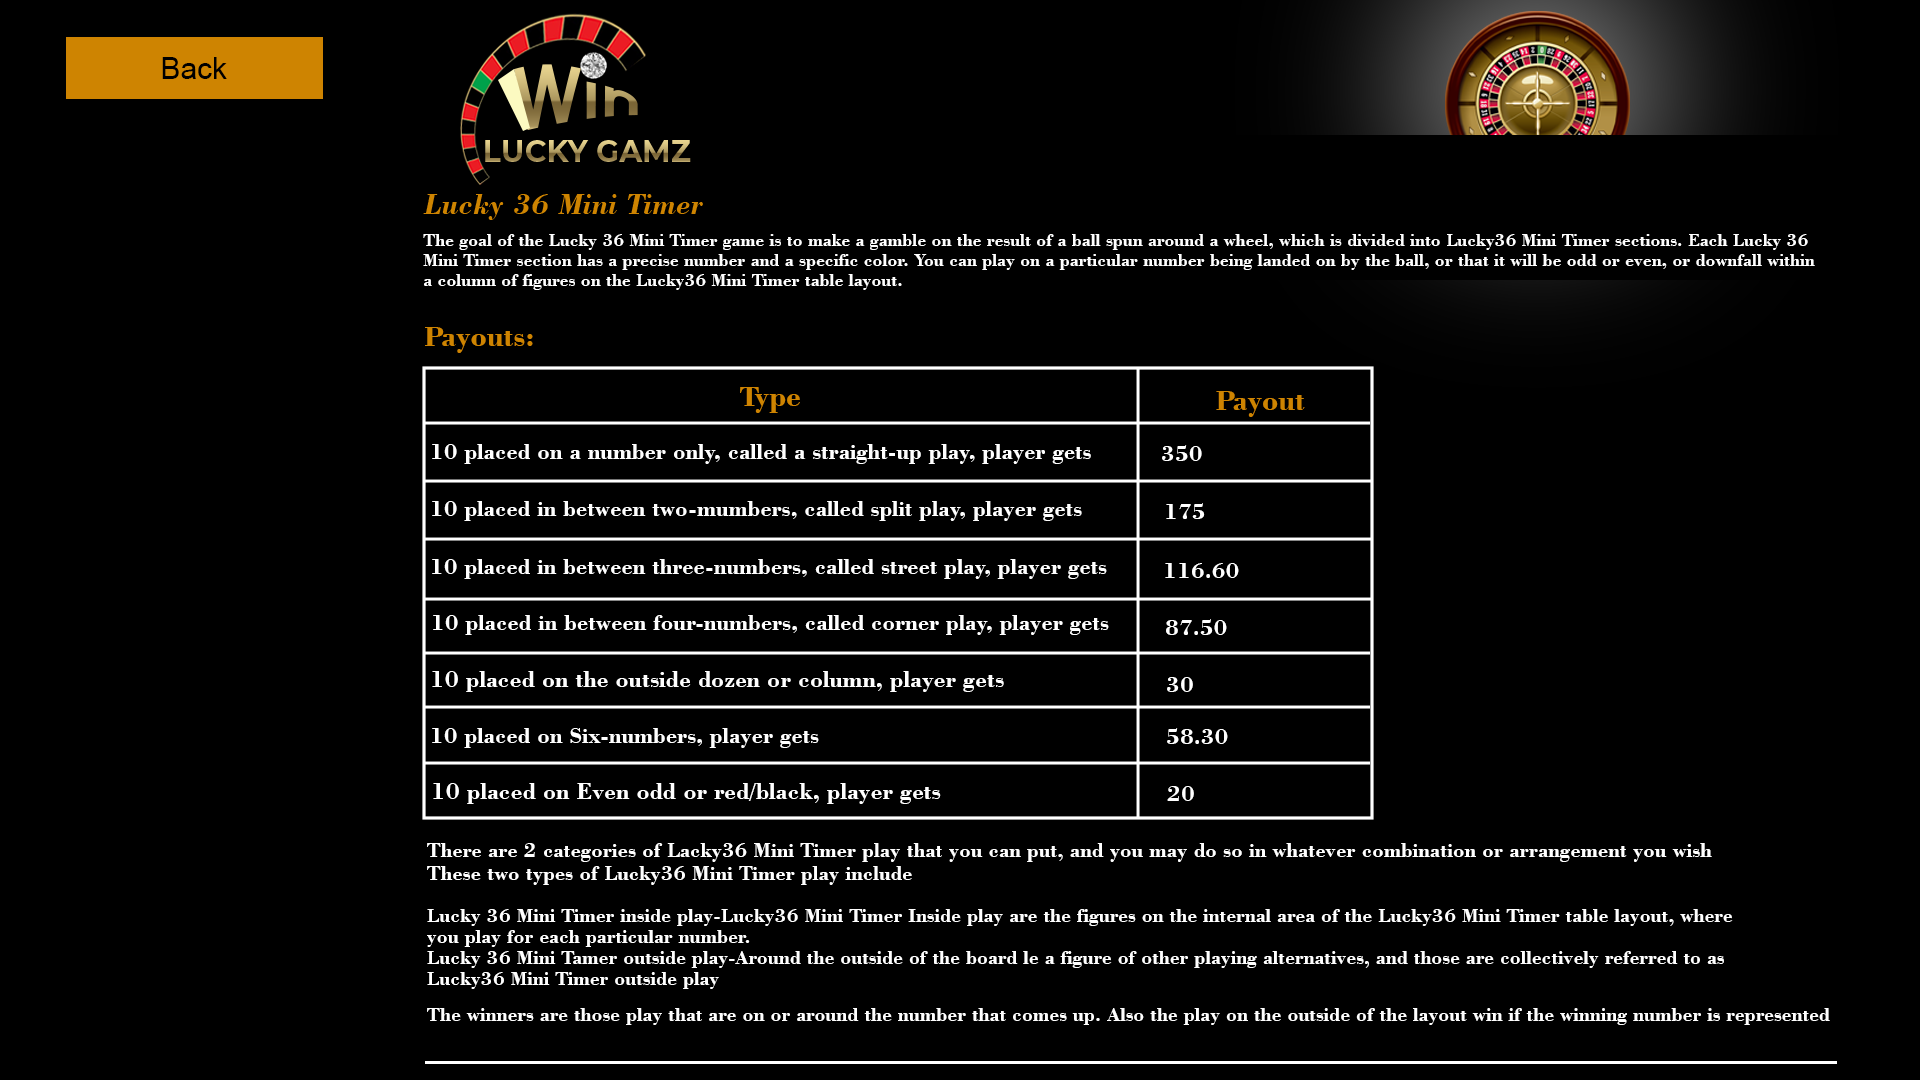 Back
Win
LUCKY GAMZ
Lucky 36 Mini Timer
The goal of the Lucky 36 Mini Timer game is to make a gamble on the result of a ball spun around a wheel, which is divided into Lucky36 Mini Timer sections. Each Lucky 36
Mini Timer section has a precise number and a specific color. You can play on a particular number being landed on by the ball, or that it will be odd or even, or downfall within
a column of figures on the Lucky36 Mini Timer table layout.
Payouts:
Type
Payout
10 placed on a number only, called a straight-up play, player gets
350
10 placed in between two-mumbers, called split play, player gets
175
10 placed in between three-numbers, called street play, player gets
116.60
10 placed in between four-numbers, called corner play, player gets
87.50
10 placed on the outside dozen or column, player gets
30
10 placed on Six-numbers, player gets
58.30
10 placed on Even odd or red/black, player gets
20
There are 2 categories of Lacky36 Mini Timer play that you can put, and you may do so in whatever combination or arrangement you wish
These two types of Lucky36 Mini Timer play include
Lucky 36 Mini Timer inside play-Lucky36 Mini Timer Inside play are the figures on the internal area of the Lucky36 Mini Timer table layout, where
you play for each particular number.
Lucky 36 Mini Tamer outside play-Around the outside of the board le a figure of other playing alternatives, and those are collectively referred to as
Lucky36 Mini Timer outside play
The winners are those play that are on or around the number that comes up. Also the play on the outside of the layout win if the winning number is represented